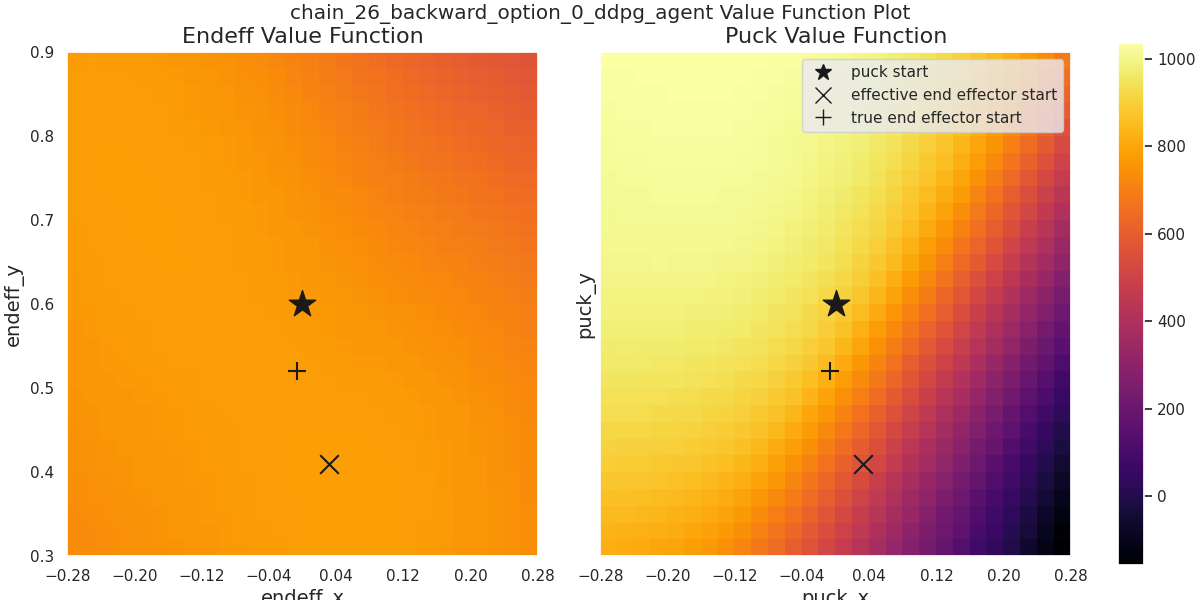 chain_26_backward_option_0_ddpg_agent Value Function Plot
Endeff Value Function
Puck Value Function
0.9
0.8
0.7
0.6
0.5
0.4
0.3
endeff_y
−0.28 −0.20 −0.12 −0.04 0.04 0.12 0.20 0.28
endeff_x
puck start
effective end effector start
true end effector start
puck_y
−0.28 −0.20 −0.12 −0.04 0.04 0.12 0.20 0.28
puck_x
1000
800
600
400
200
0